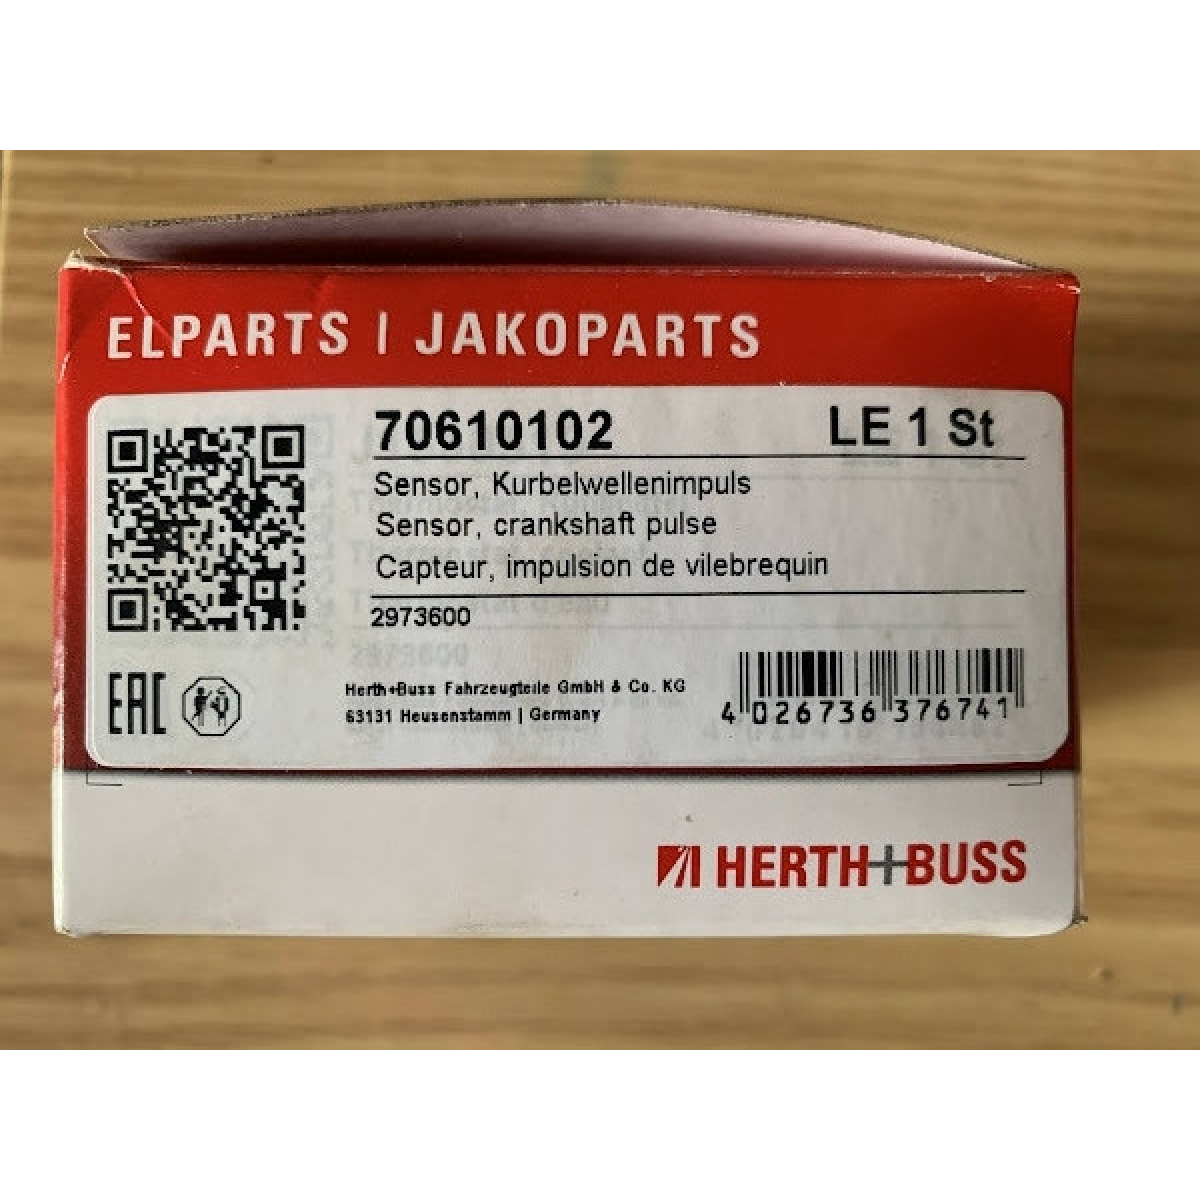 ELPARTS | JAKOPARTS
70610102 LE 1 St
Sensor, Kurbelwellenimpuls
Sensor, crankshaft pulse
Capteur, impulsion de vilebrequin
2973600
EAC
Herth+Buss Fahrzeugteile GmbH & Co. KG
63131 Heusenstamm | Germany
4 026736 376741
HERTH+BUSS